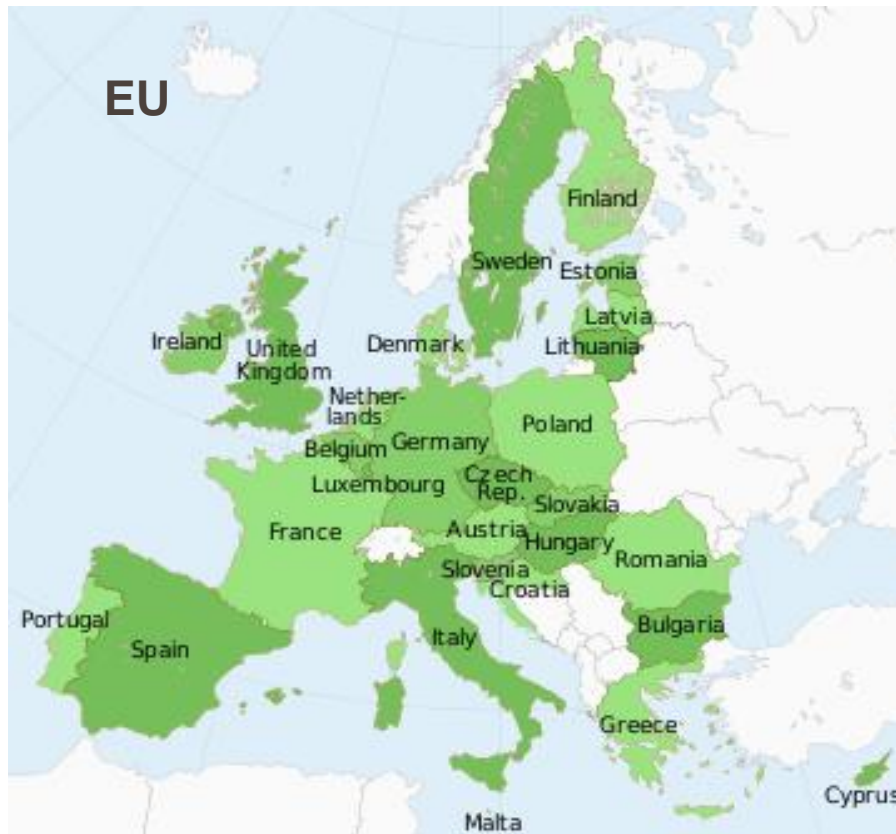 EU
Finland
Sweden
Estonia
Latvia
Lithuania
Ireland
United
Kingdom
Denmark
Nether-
lands
Belgium
Germany
Poland
Luxembourg
Czech
Rep.
Slovakia
France
Austria
Hungary
Romania
Slovenia
Croatia
Portugal
Spain
Italy
Bulgaria
Greece
Cyprus
Malta